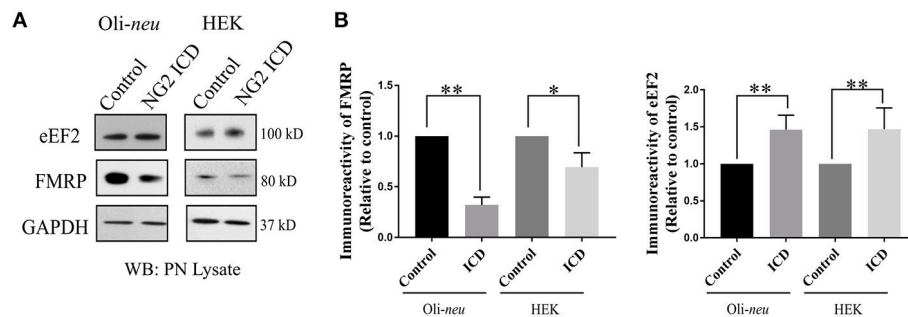 A
Oli-neu HEK
Control NG2 ICD Control NG2 ICD
eEF2 100 kD
FMRP 80 kD
GAPDH 37 kD
WB: PN Lysate
B
Immunoreactivity of FMRP
(Relative to control)
1.5
1.0
0.5
0.0
** *
Control ICD Control ICD
Oli-neu HEK
Immunoreactivity of eEF2
(Relative to control)
2.0
1.5
1.0
0.5
0.0
** **
Control ICD Control ICD
Oli-neu HEK